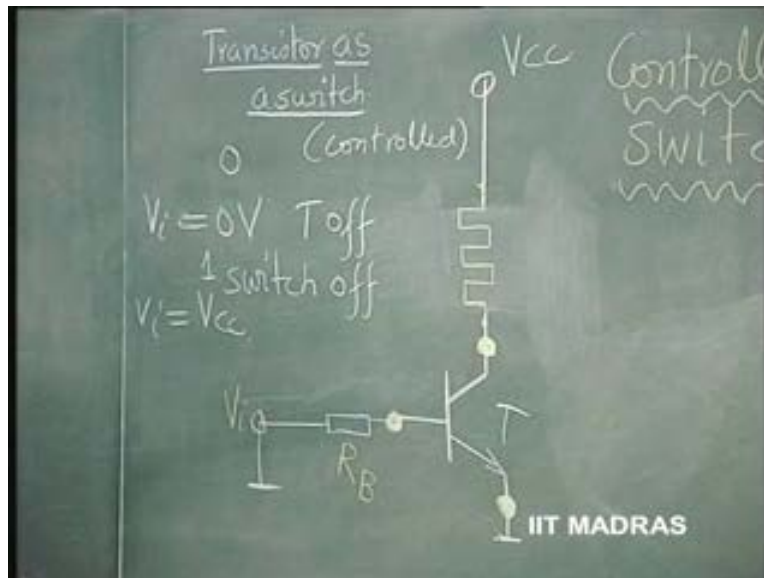 Transistor as
a switch
(controlled)
0
Vi = 0V T off
1 switch off
Vi = Vcc
Vcc
Controll
SWITC
Vi
RB
T
IIT MADRAS